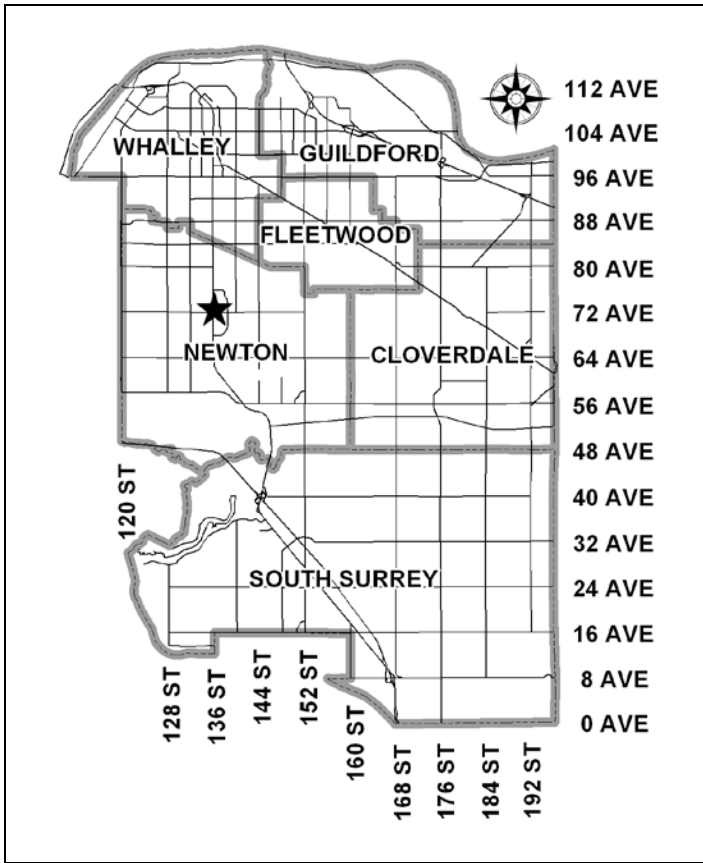 112 AVE
104 AVE
WHALLEY
GUILDFORD
96 AVE
88 AVE
FLEETWOOD
80 AVE
72 AVE
NEWTON
CLOVERDALE
64 AVE
56 AVE
48 AVE
120 ST
40 AVE
32 AVE
SOUTH SURREY
24 AVE
16 AVE
128 ST
136 ST
144 ST
152 ST
8 AVE
160 ST
0 AVE
168 ST
176 ST
184 ST
192 ST